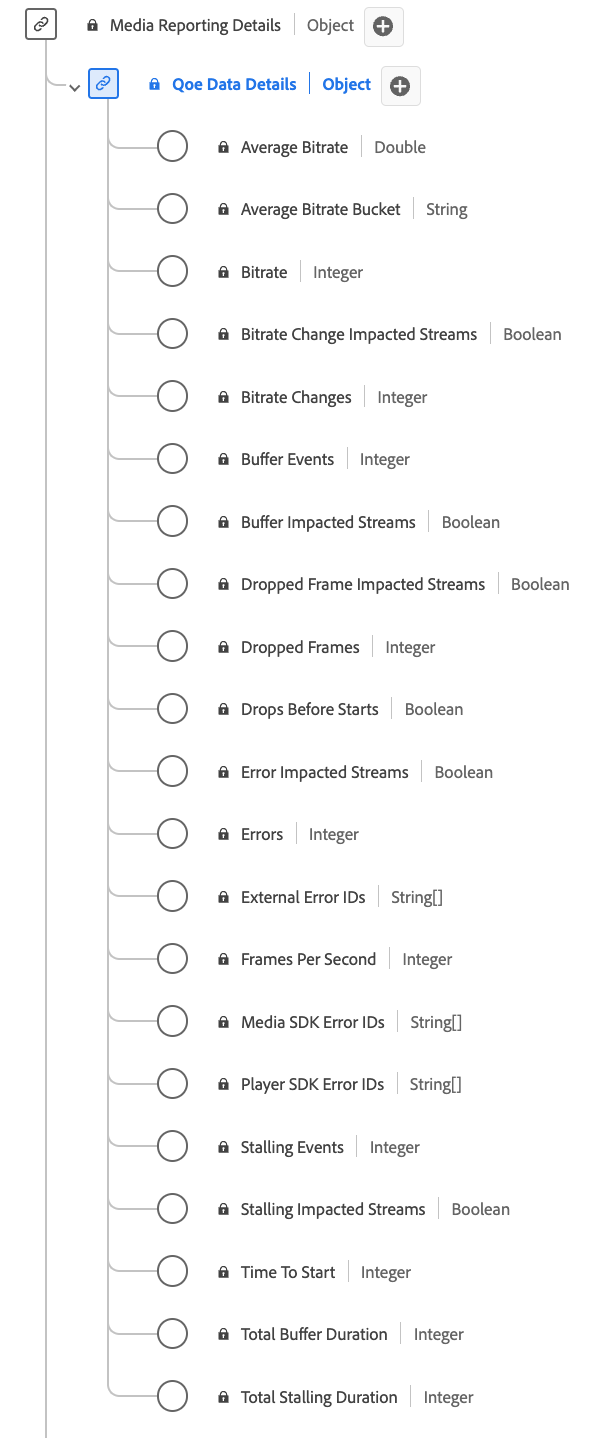 Media Reporting Details | Object
Qoe Data Details | Object
Average Bitrate | Double
Average Bitrate Bucket | String
Bitrate | Integer
Bitrate Change Impacted Streams | Boolean
Bitrate Changes | Integer
Buffer Events | Integer
Buffer Impacted Streams | Boolean
Dropped Frame Impacted Streams | Boolean
Dropped Frames | Integer
Drops Before Starts | Boolean
Error Impacted Streams | Boolean
Errors | Integer
External Error IDs | String[]
Frames Per Second | Integer
Media SDK Error IDs | String[]
Player SDK Error IDs | String[]
Stalling Events | Integer
Stalling Impacted Streams | Boolean
Time To Start | Integer
Total Buffer Duration | Integer
Total Stalling Duration | Integer